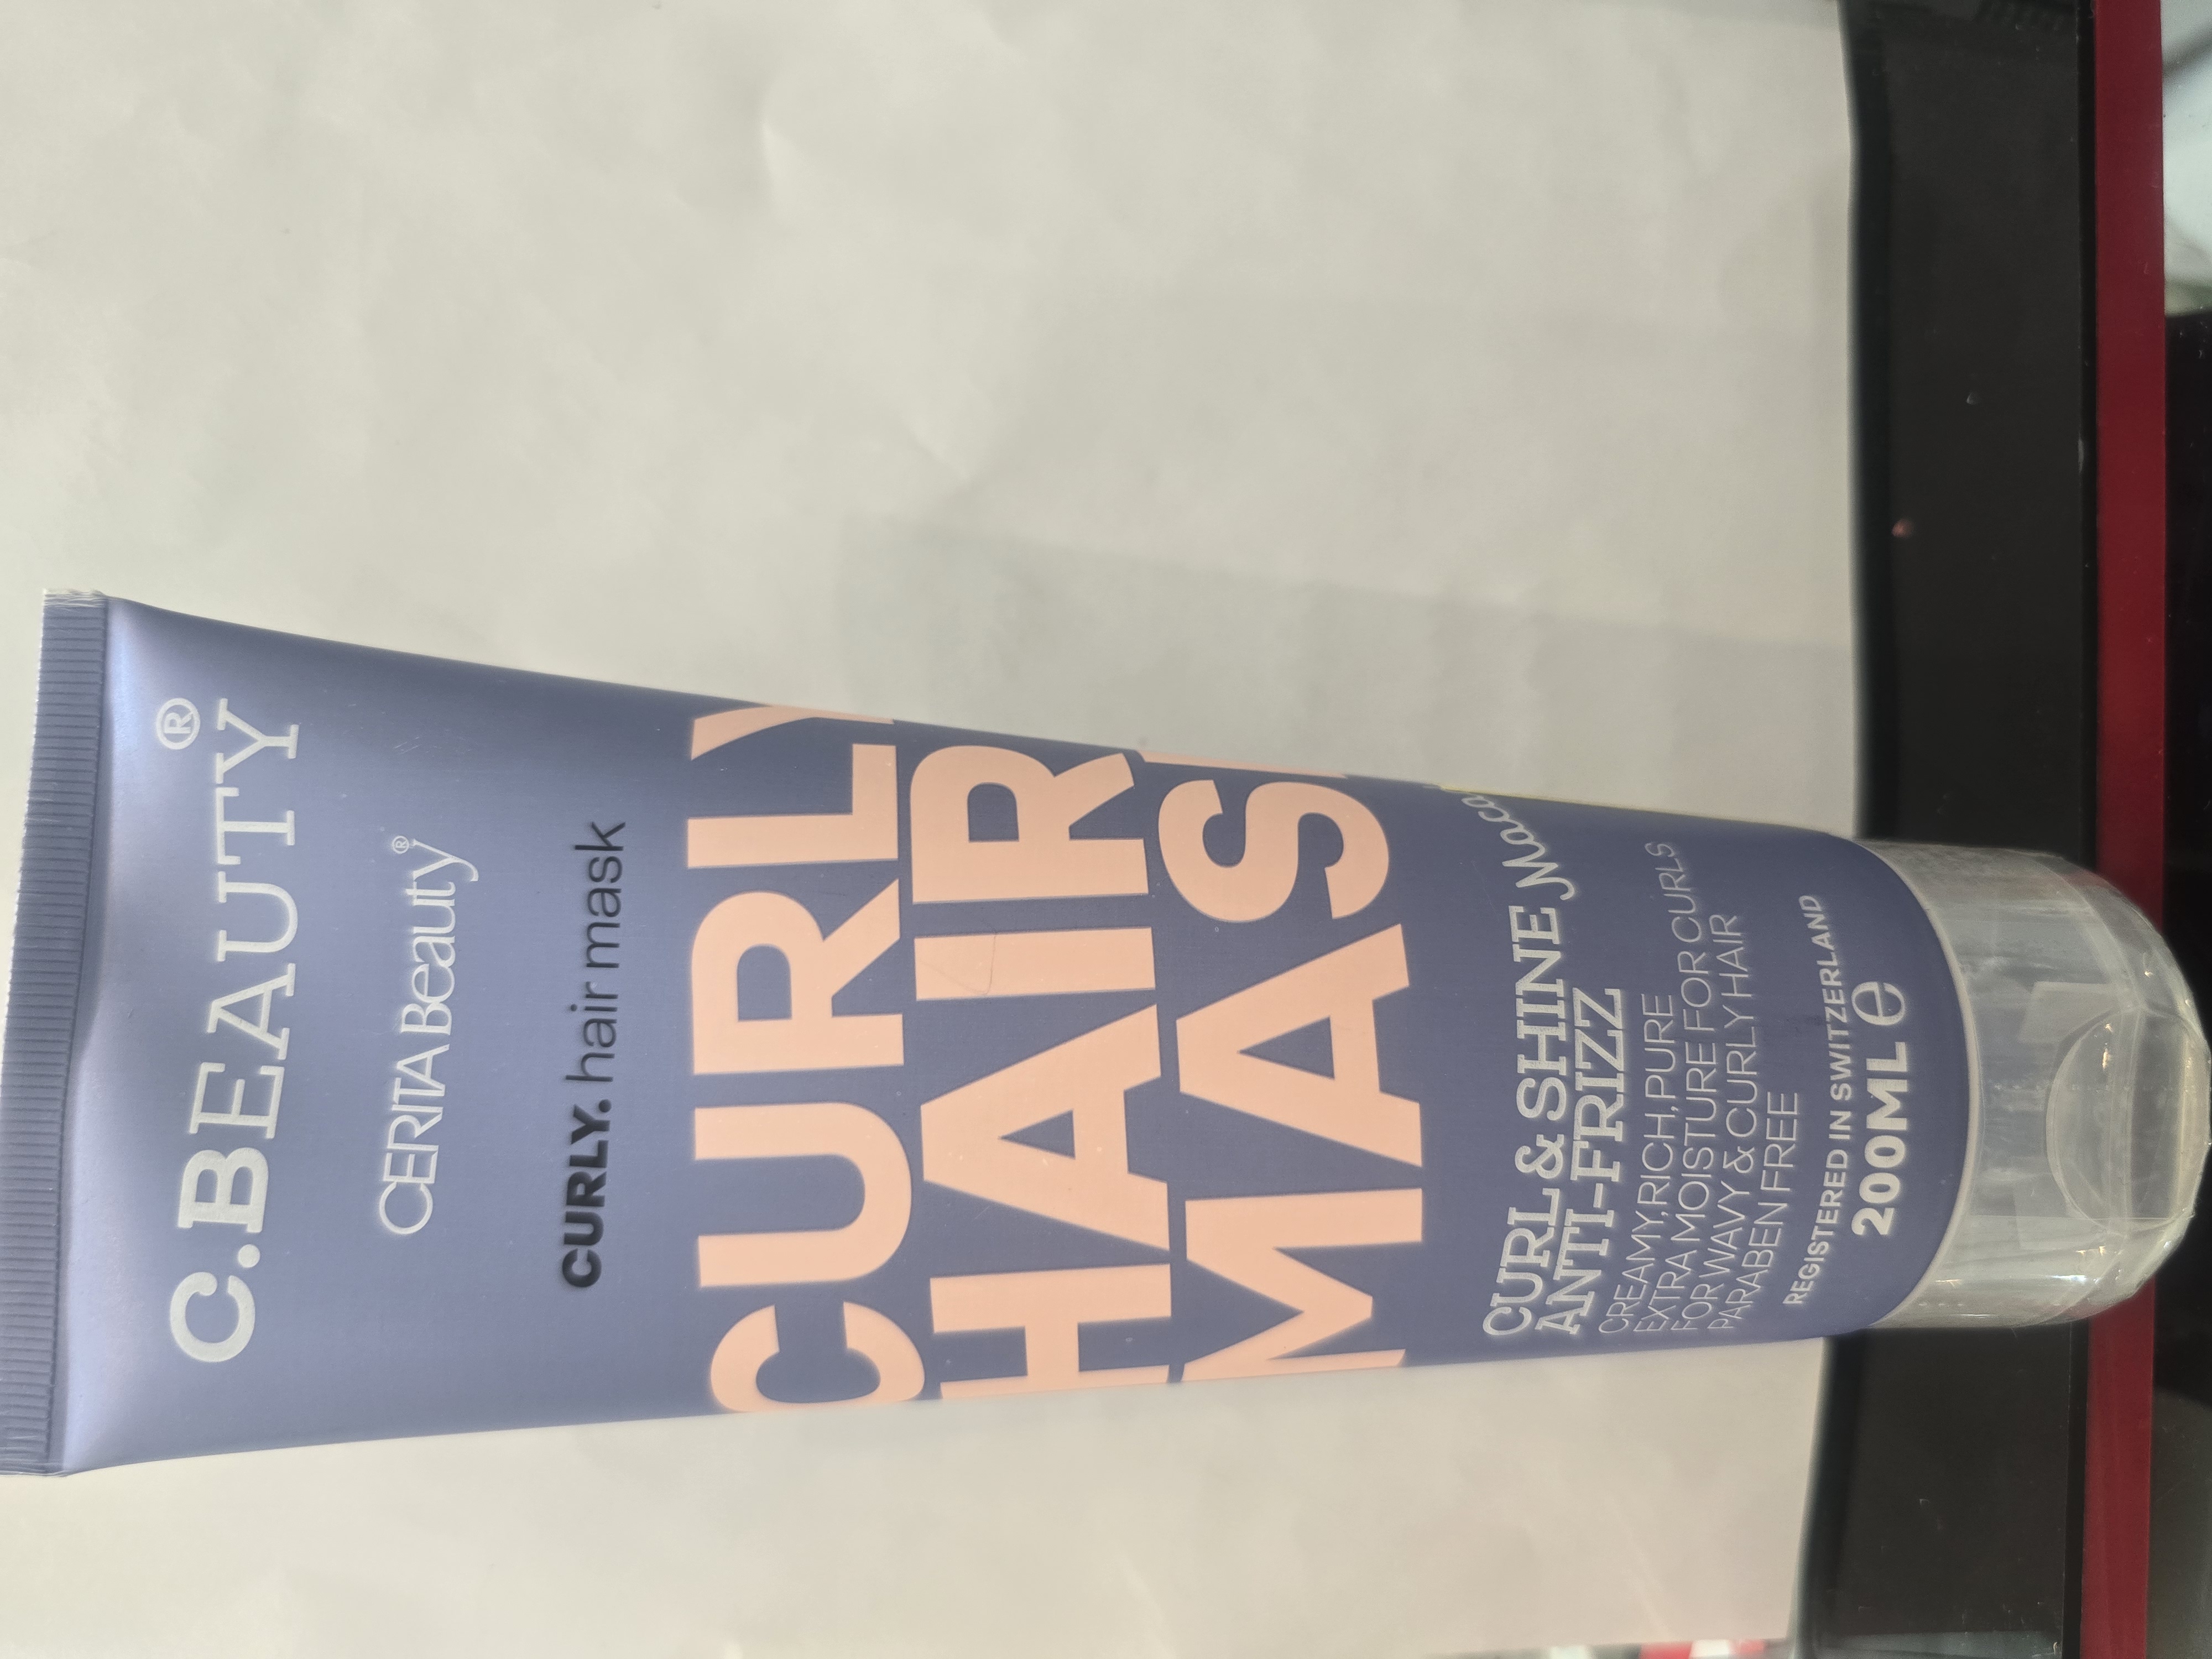 C.BEAUTY®
CERITA Beauty®
CURLY. hair mask
CURLY
HAIR
MAS
CURL & SHINE
ANTI-FRIZZ
CREAMY,RICH,PURE
EXTRA MOISTURE FOR CURLS
FOR WAVY & CURLY HAIR
PARABEN FREE
REGISTERED IN SWITZERLAND
200ML e